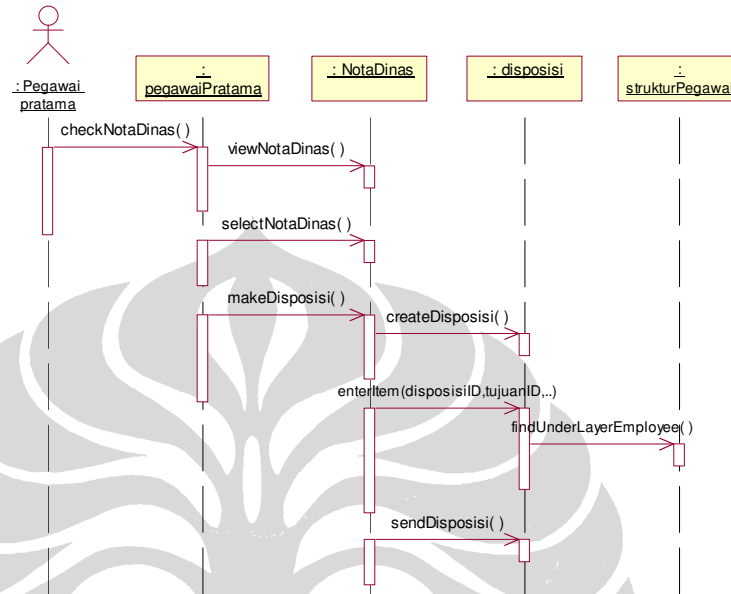 : Pegawai
pratama
:
pegawaiPratama
: NotaDinas
: disposisi
:
strukturPegawai
checkNotaDinas( )
viewNotaDinas( )
selectNotaDinas( )
makeDisposisi( )
createDisposisi( )
enterItem(disposisiID,tujuanID,..)
findUnderLayerEmployee( )
sendDisposisi( )